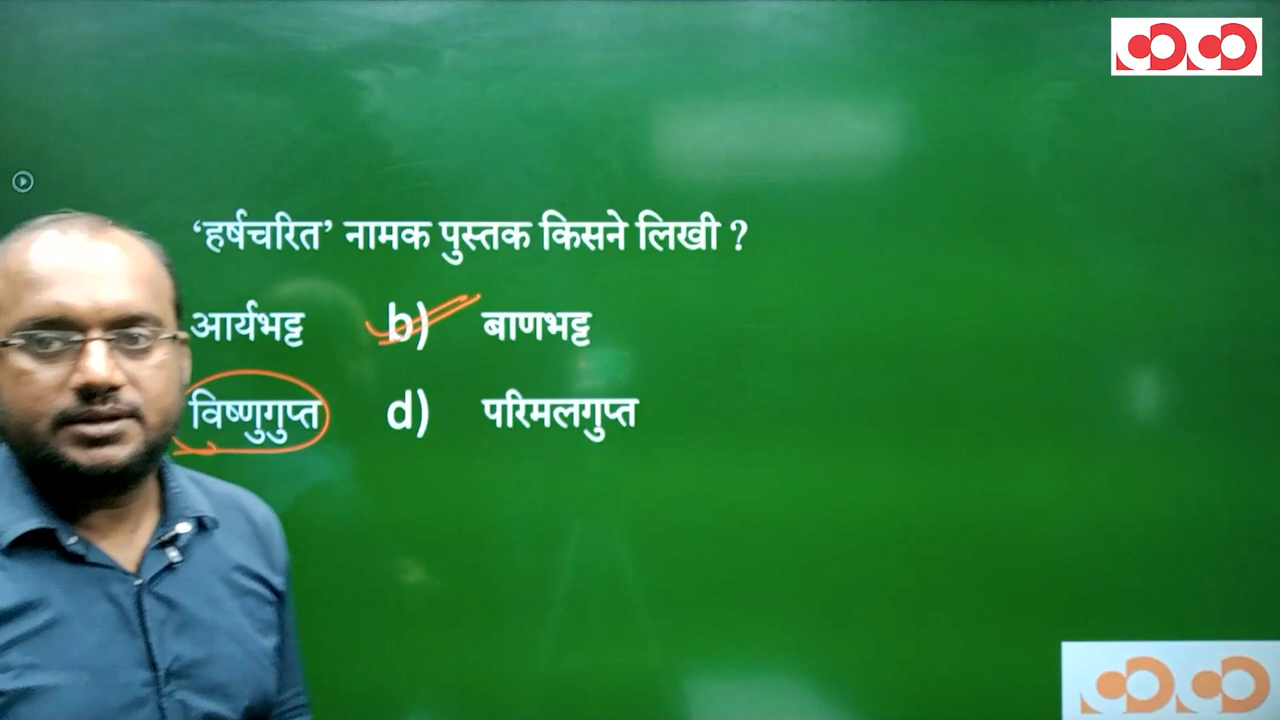 ‘हर्षचरित’ नामक पुस्तक किसने लिखी ?
आर्यभट्ट b) बाणभट्ट
विष्णुगुप्त d) परिमलगुप्त